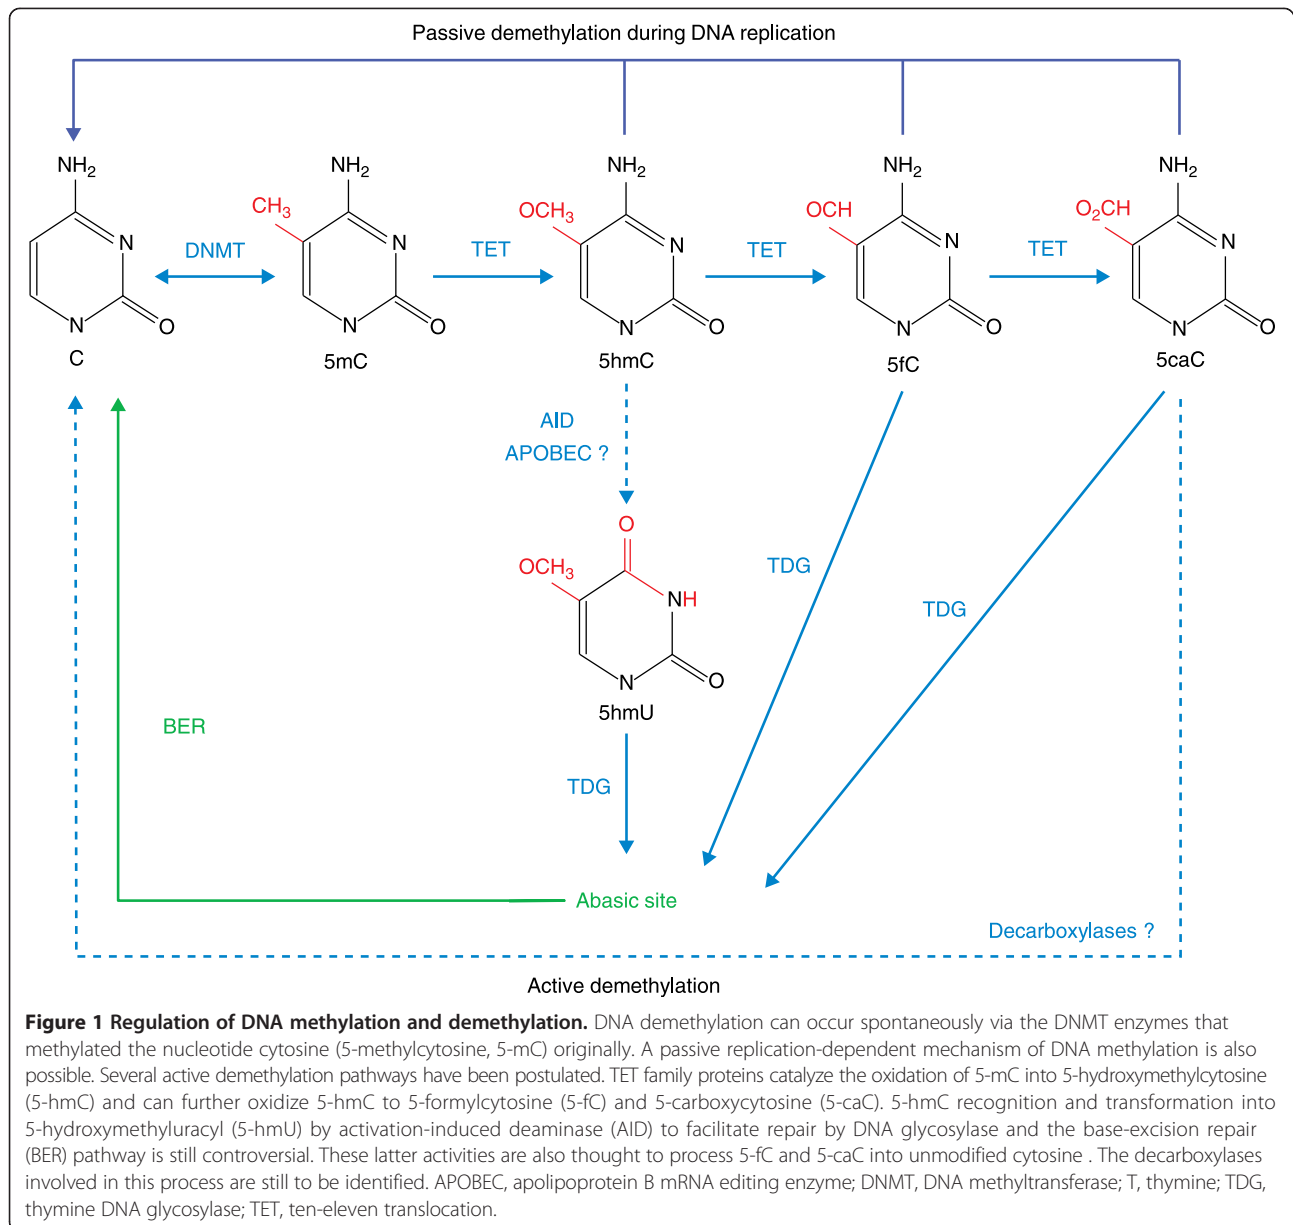 Passive demethylation during DNA replication
NH2 NH2 NH2 NH2 NH2
CH3 OCH3 OCH O2CH
N N N N N
DNMT TET TET TET
N O N O N O N O N O
C 5mC 5hmC 5fC 5caC
AID
APOBEC ?
O
OCH3
NH
TDG
TDG
N O
5hmU
BER
TDG
Abasic site
Decarboxylases ?
Active demethylation
Figure 1 Regulation of DNA methylation and demethylation. DNA demethylation can occur spontaneously via the DNMT enzymes that
methylated the nucleotide cytosine (5-methylcytosine, 5-mC) originally. A passive replication-dependent mechanism of DNA methylation is also
possible. Several active demethylation pathways have been postulated. TET family proteins catalyze the oxidation of 5-mC into 5-hydroxymethylcytosine
(5-hmC) and can further oxidize 5-hmC to 5-formylcytosine (5-fC) and 5-carboxycytosine (5-caC). 5-hmC recognition and transformation into
5-hydroxymethyluracyl (5-hmU) by activation-induced deaminase (AID) to facilitate repair by DNA glycosylase and the base-excision repair
(BER) pathway is still controversial. These latter activities are also thought to process 5-fC and 5-caC into unmodified cytosine . The decarboxylases
involved in this process are still to be identified. APOBEC, apolipoprotein B mRNA editing enzyme; DNMT, DNA methyltransferase; T, thymine; TDG,
thymine DNA glycosylase; TET, ten-eleven translocation.